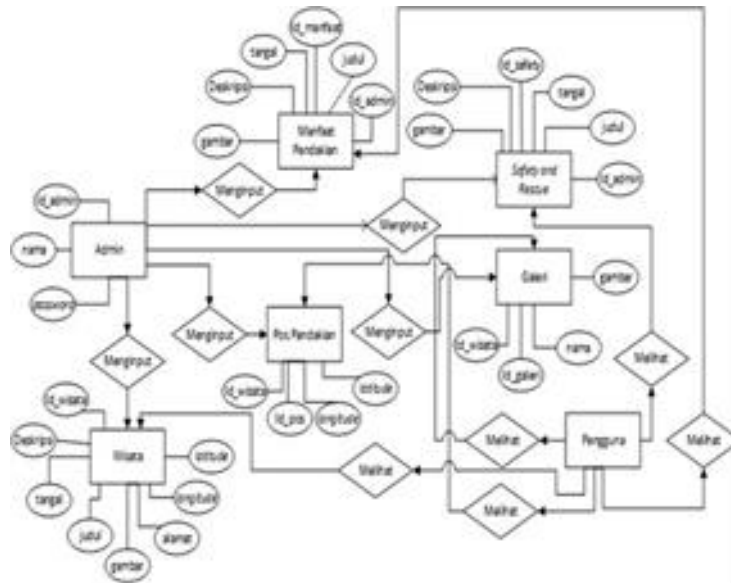 id_manfaat
tangal
judul
Deskripsi
id_admin
gambar
Manfaat
Pendakian
id_safety
Deskripsi
tangal
gambar
judul
Safety and
Rescue
id_admin
Menginput
Menginput
id_admin
nama
Admin
password
Galeri
gambar
Menginput
Pos Pendakian
Menginput
id_wisata
nama
id_galeri
Menginput
id_wisata
lotitude
id_pos
longitude
Melihat
id_wisata
Deskripsi
Wisata
lotitude
Melihat
Pengguna
Melihat
Melihat
tangal
longitude
judul
alamat
Melihat
gambar